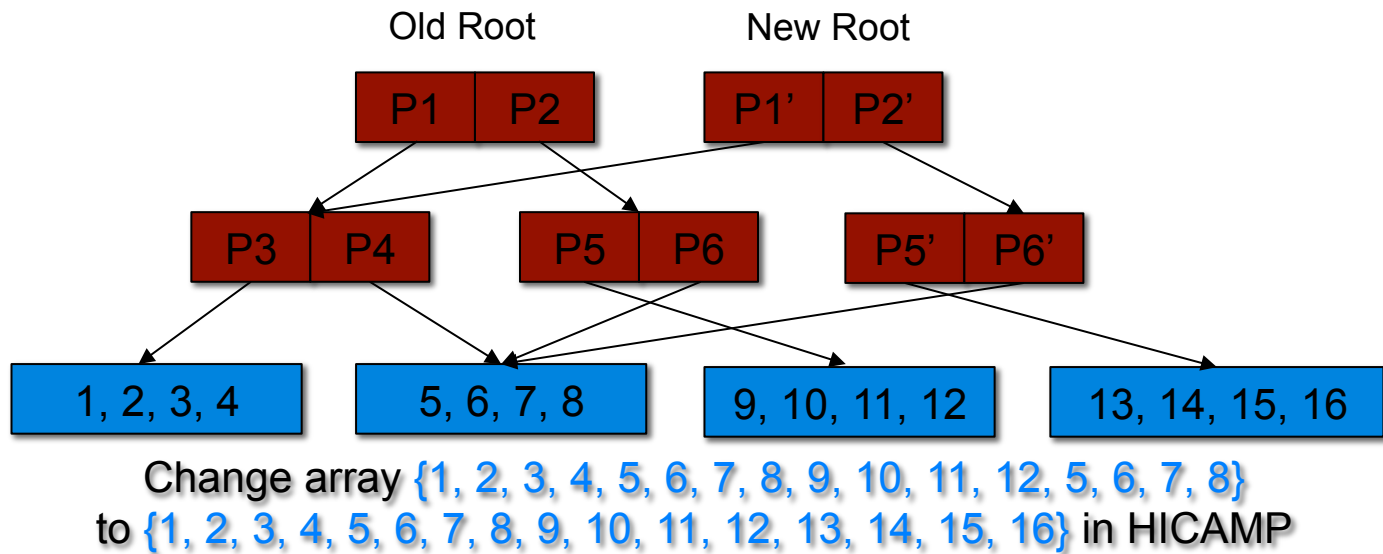 Old Root New Root
P1 P2 P1’ P2’
P3 P4 P5 P6 P5’ P6’
1, 2, 3, 4 5, 6, 7, 8 9, 10, 11, 12 13, 14, 15, 16
Change array {1, 2, 3, 4, 5, 6, 7, 8, 9, 10, 11, 12, 5, 6, 7, 8}
to {1, 2, 3, 4, 5, 6, 7, 8, 9, 10, 11, 12, 13, 14, 15, 16} in HICAMP